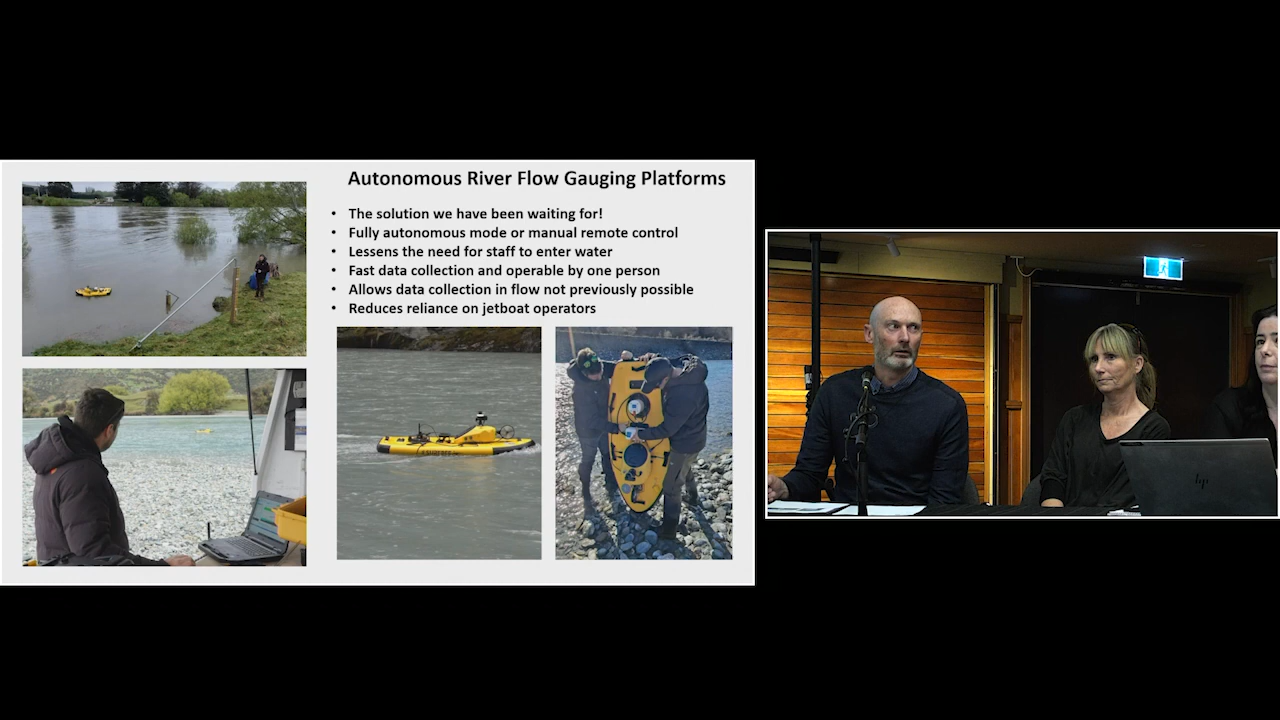 Autonomous River Flow Gauging Platforms
• The solution we have been waiting for!
• Fully autonomous mode or manual remote control
• Lessens the need for staff to enter water
• Fast data collection and operable by one person
• Allows data collection in flow not previously possible
• Reduces reliance on jetboat operators
hp